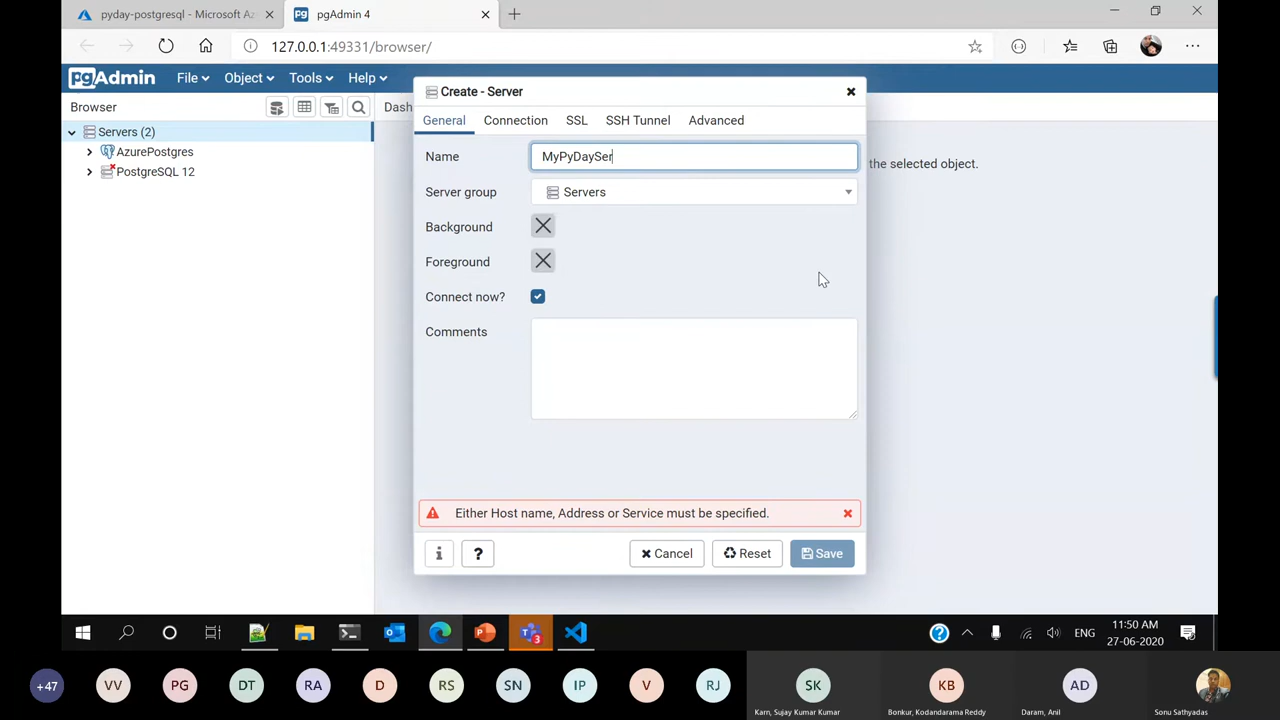 pyday-postgresql - Microsoft Az
pgAdmin 4
127.0.0.1:49331/browser/
pgAdmin
File
Object
Tools
Help
Browser
Dash
Servers (2)
AzurePostgres
PostgreSQL 12
the selected object.
Create - Server
General
Connection
SSL
SSH Tunnel
Advanced
Name
MyPyDaySer
Server group
Servers
Background
Foreground
Connect now?
Comments
Either Host name, Address or Service must be specified.
i
?
Cancel
Reset
Save
3
ENG
11:50 AM
27-06-2020
+47
VV
PG
DT
RA
D
RS
SN
IP
V
RJ
SK
Karn, Sujay Kumar Kumar
KB
Bonkur, Kodandarama Reddy
AD
Daram, Anil
Sonu Sathyadas